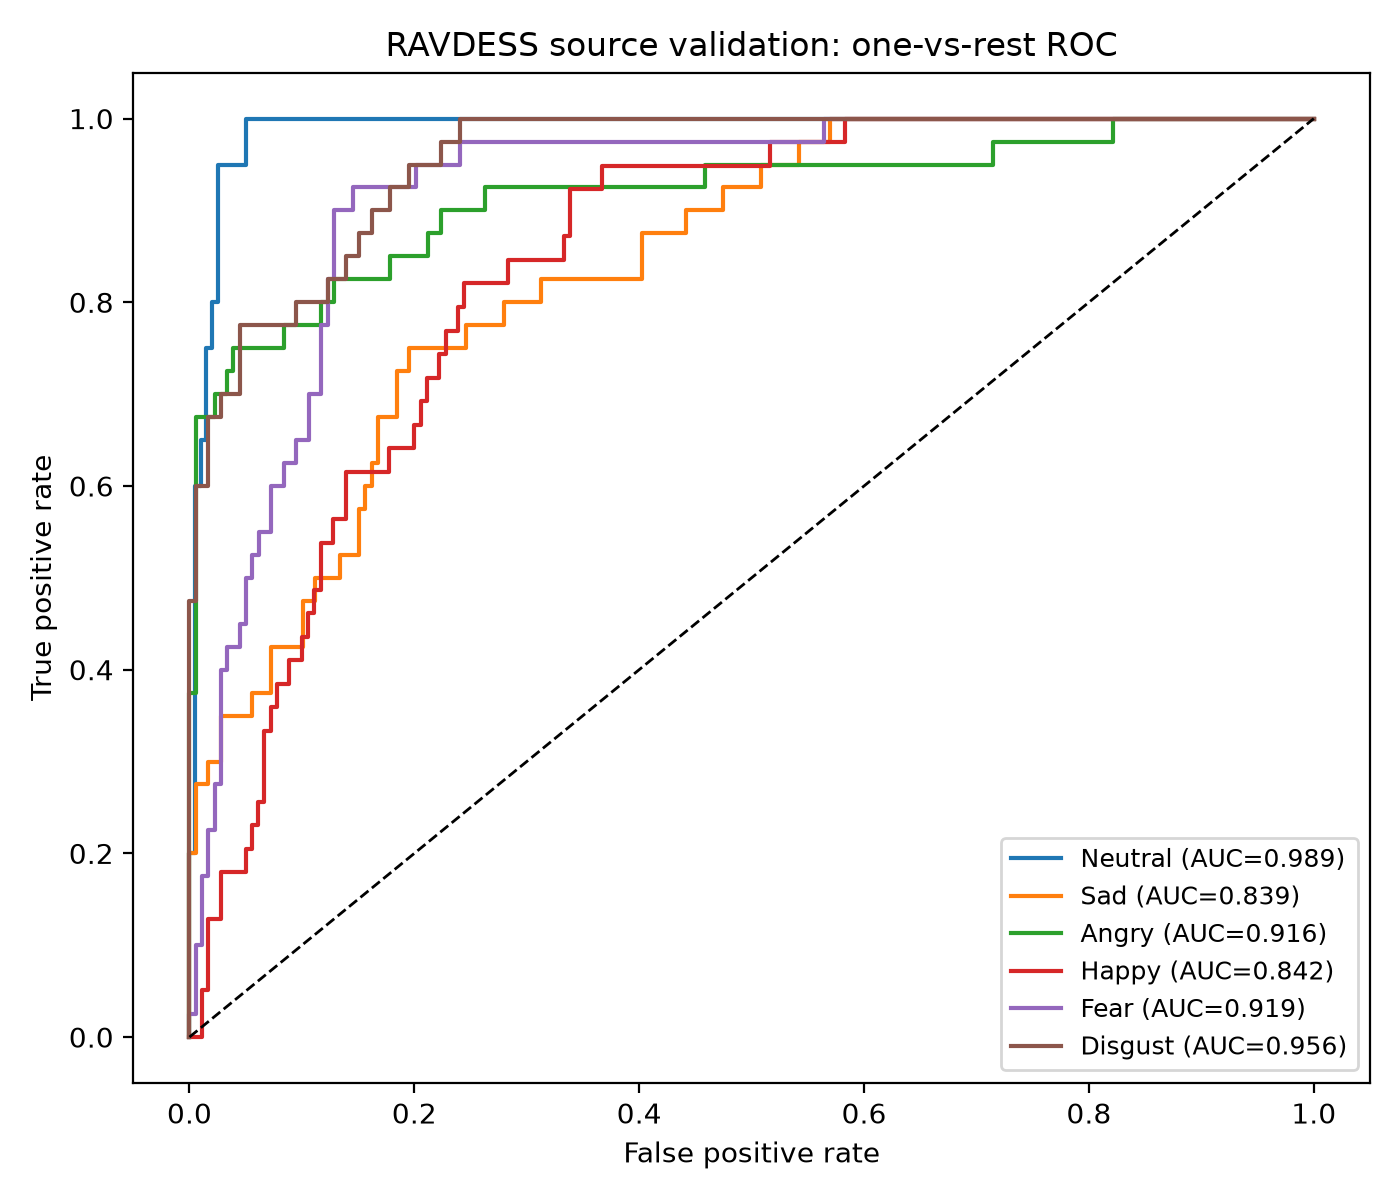 RAVDESS source validation: one-vs-rest ROC
1.0
0.8
0.6
0.4
0.2
0.0
True positive rate
Neutral (AUC=0.989)
Sad (AUC=0.839)
Angry (AUC=0.916)
Happy (AUC=0.842)
Fear (AUC=0.919)
Disgust (AUC=0.956)
0.0 0.2 0.4 0.6 0.8 1.0
False positive rate